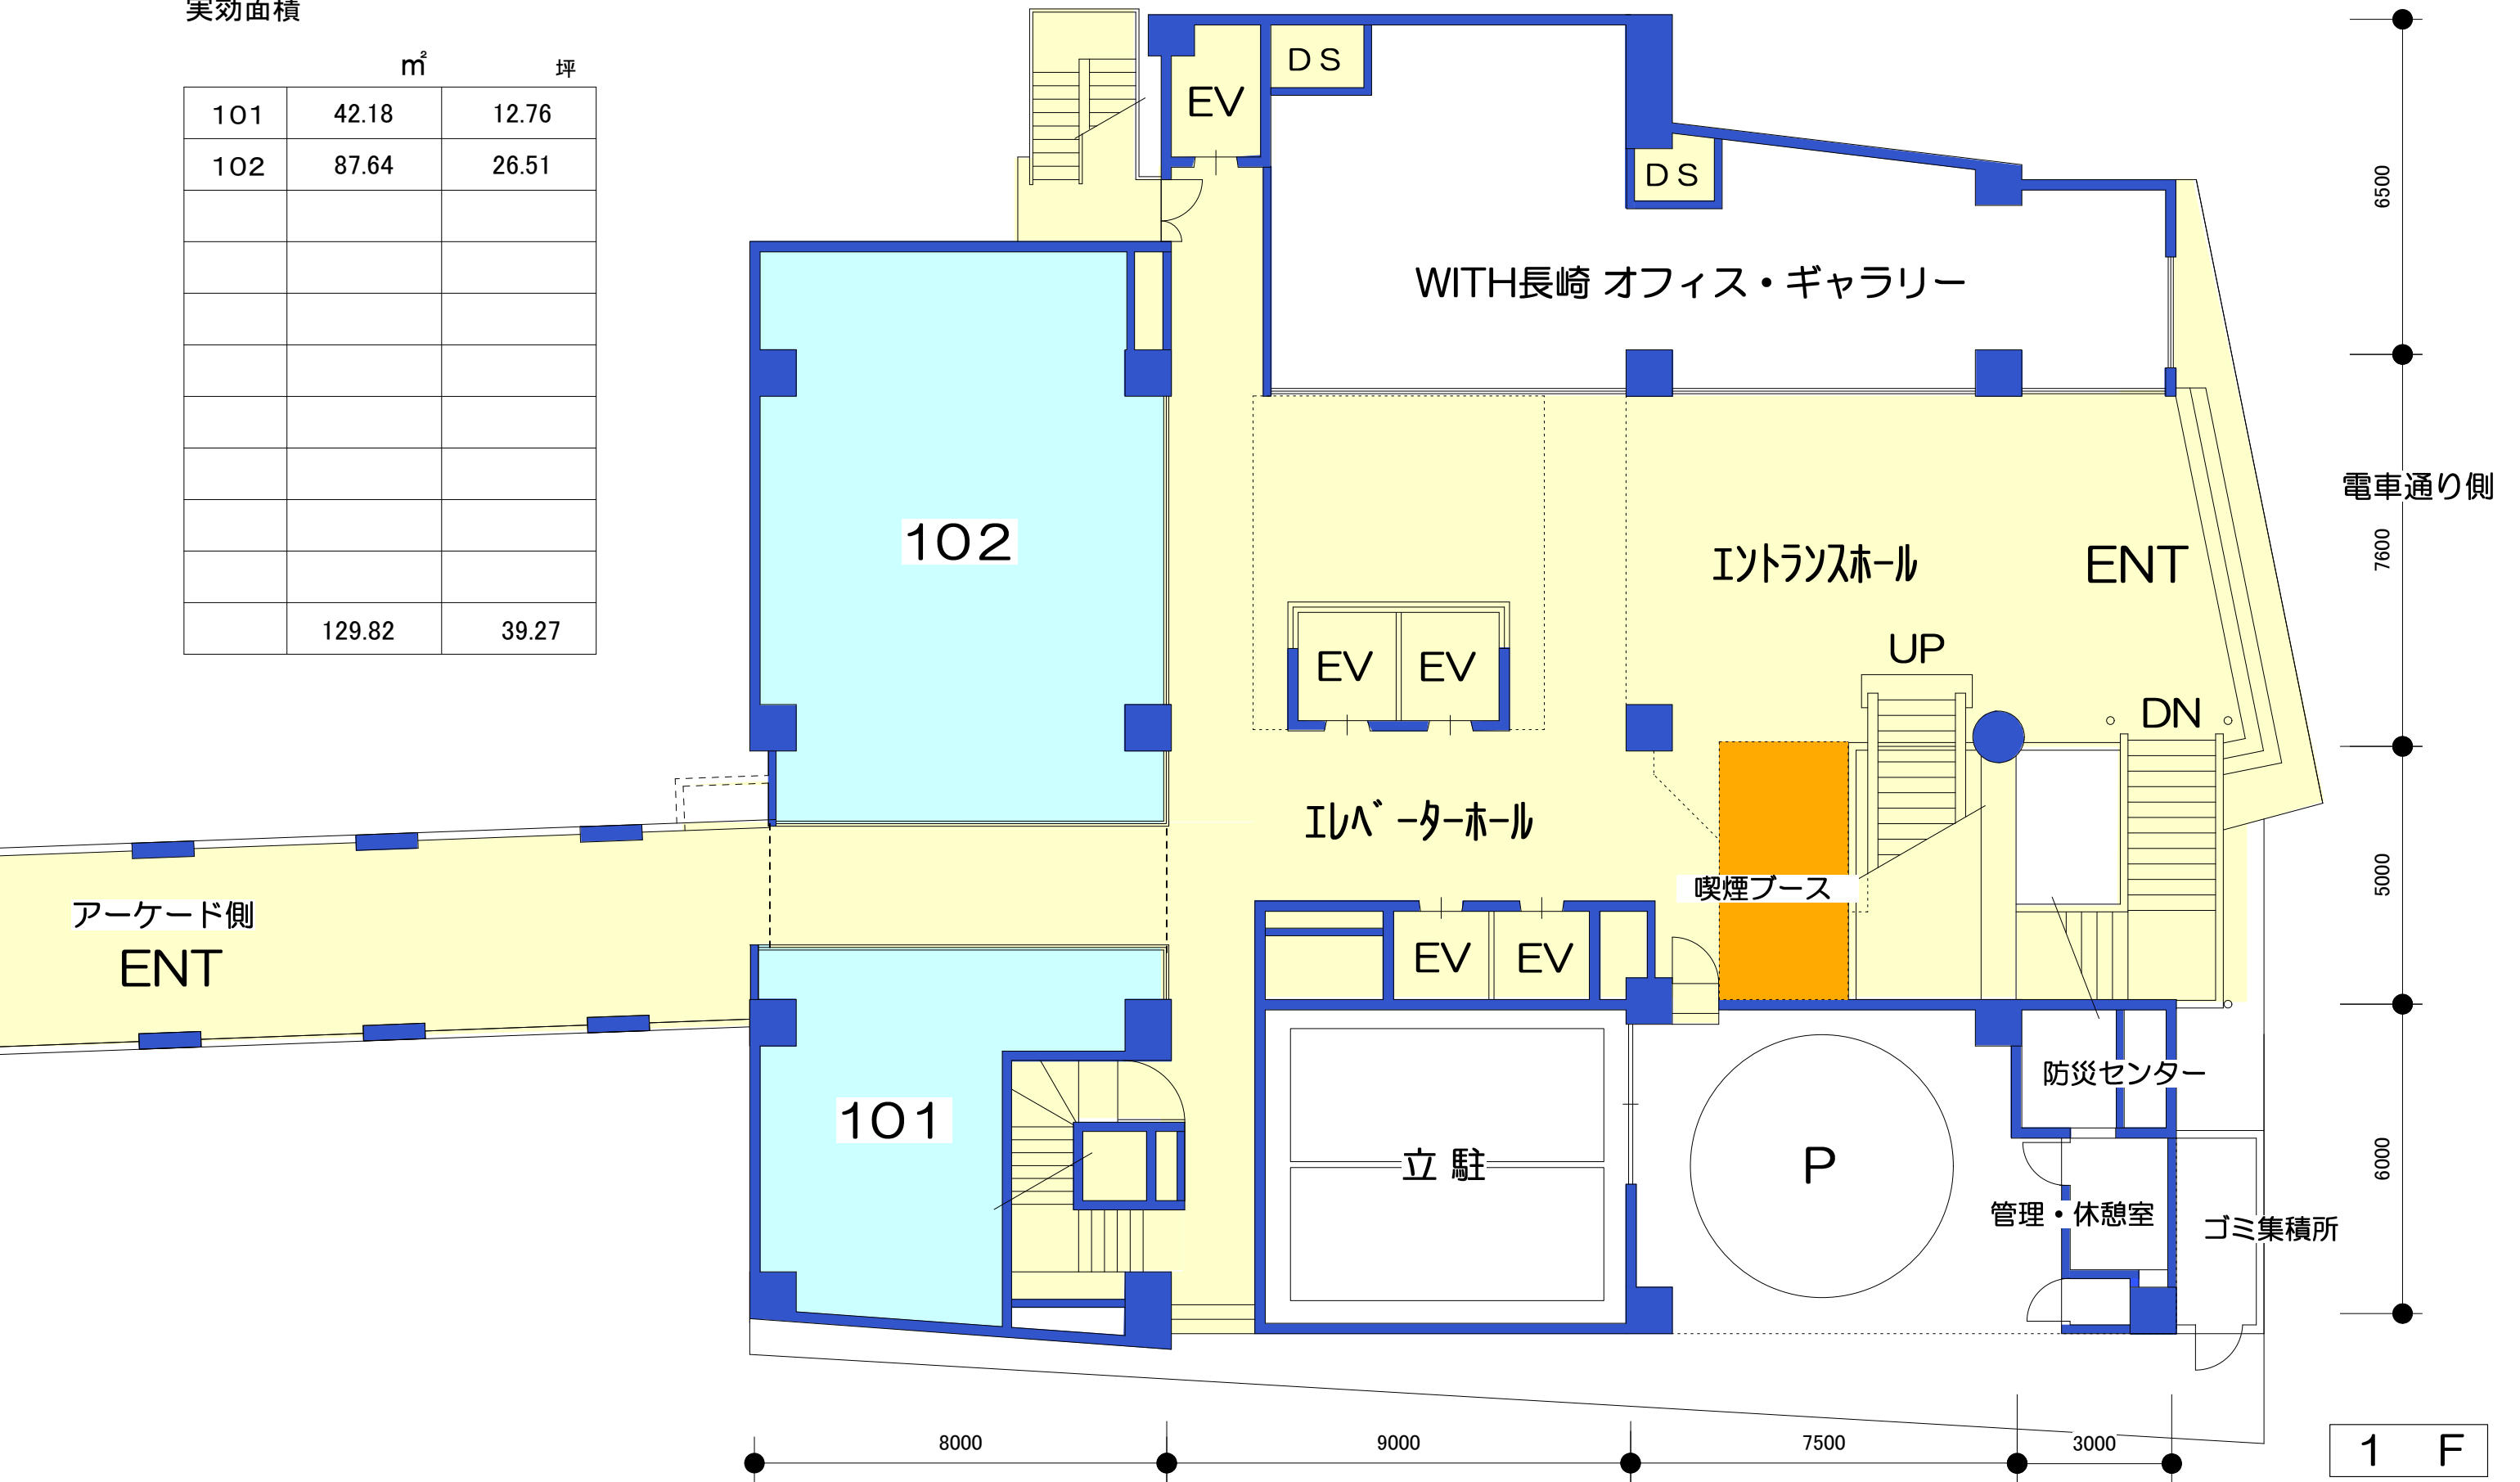 実効面積
㎡ 坪
101 42.18 12.76
102 87.64 26.51
129.82 39.27
EV
DS
DS
WITH長崎 オフィス・ギャラリー
6500
電車通り側
102
エントランスホール
ENT
7600
UP
EV EV
DN
エレベーターホール
喫煙ブース
5000
アーケード側
ENT
EV EV
防災センター
101
立 駐
P
6000
管理・休憩室
ゴミ集積所
8000 9000 7500 3000
1 F